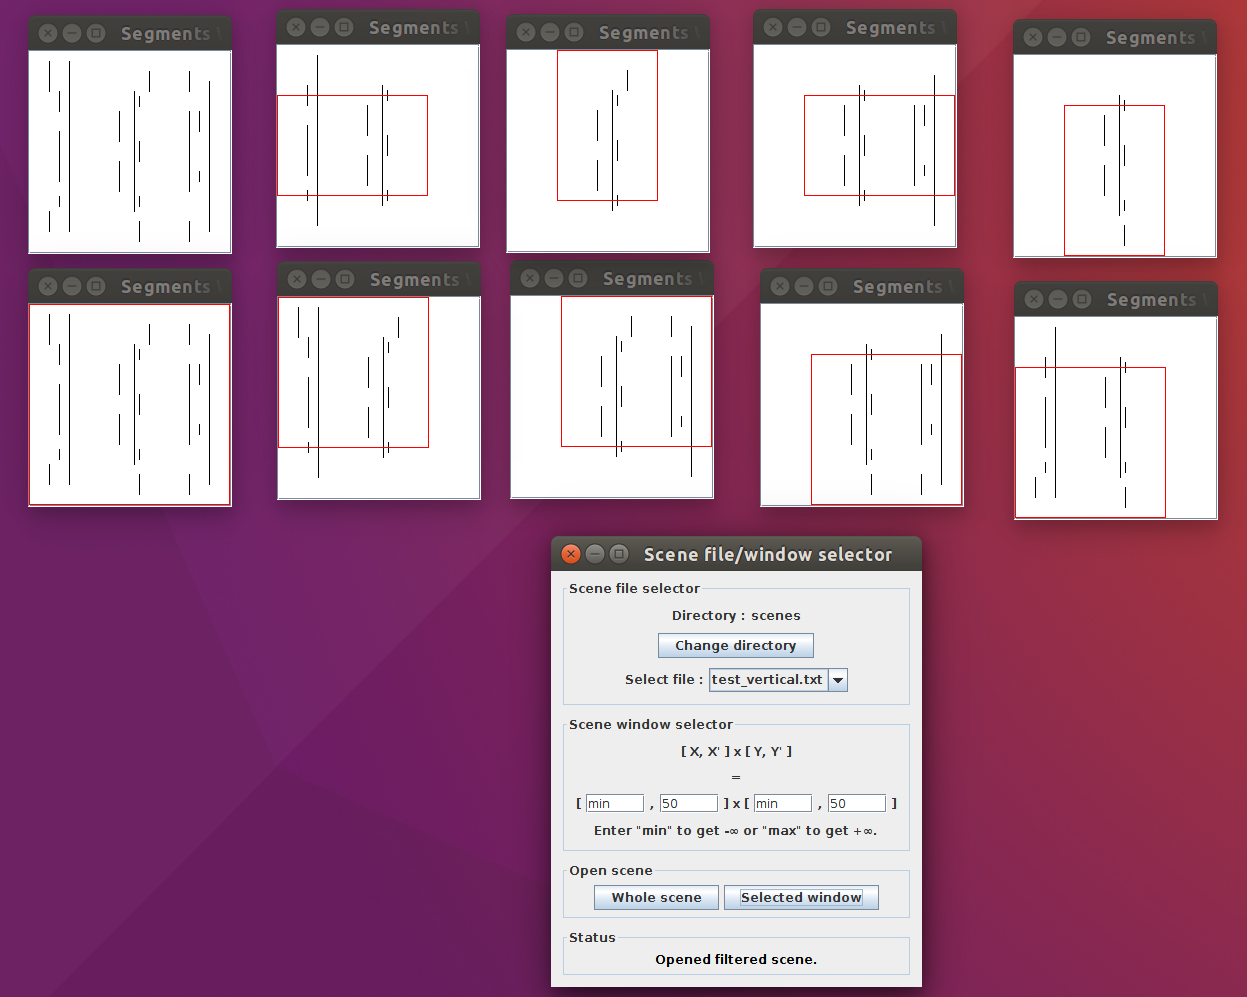 Segments
Segments
Segments
Segments
Segments
Segments
Segments
Segments
Segments
Segments
Scene file/window selector
Scene file selector
Directory : scenes
Change directory
Select file : test_vertical.txt
Scene window selector
[ X, X' ] x [ Y, Y' ]
=
[ min , 50 ] x [ min , 50 ]
Enter "min" to get -∞ or "max" to get +∞.
Open scene
Whole scene Selected window
Status
Opened filtered scene.